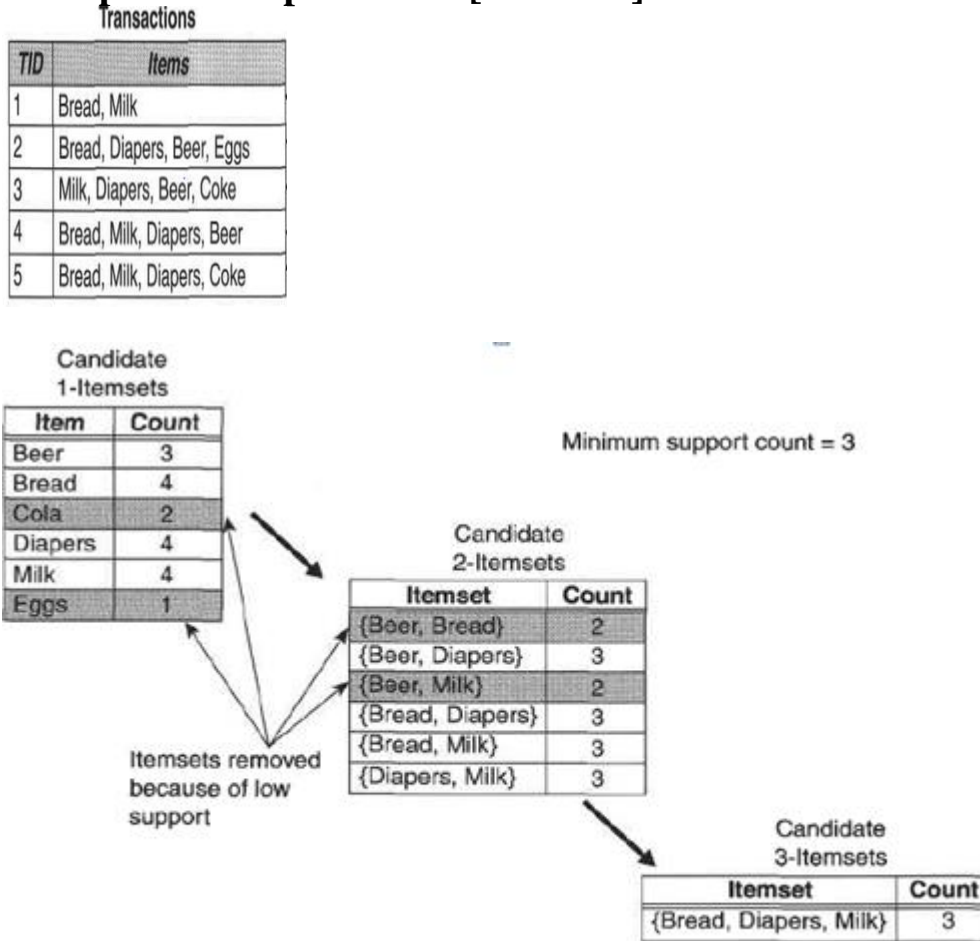 Transactions
TID Items
1 Bread, Milk
2 Bread, Diapers, Beer, Eggs
3 Milk, Diapers, Beer, Coke
4 Bread, Milk, Diapers, Beer
5 Bread, Milk, Diapers, Coke
Candidate
1-Itemsets
Item Count
Beer 3
Bread 4
Cola 2
Diapers 4
Milk 4
Eggs 1
Minimum support count = 3
Candidate
2-Itemsets
Itemset Count
{Beer, Bread} 2
{Beer, Diapers} 3
{Beer, Milk} 2
{Bread, Diapers} 3
{Bread, Milk} 3
{Diapers, Milk} 3
Itemsets removed
because of low
support
Candidate
3-Itemsets
Itemset Count
{Bread, Diapers, Milk} 3